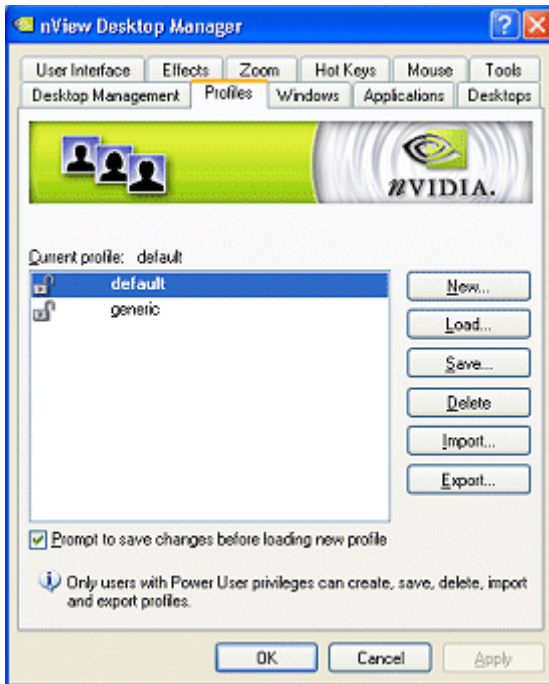 nView Desktop Manager
User Interface Effects Zoom Hot Keys Mouse Tools
Desktop Management Profiles Windows Applications Desktops
nVIDIA.
Current profile: default
default
generic
New...
Load...
Save...
Delete
Import...
Export...
Prompt to save changes before loading new profile
Only users with Power User privileges can create, save, delete, import
and export profiles.
OK Cancel Apply